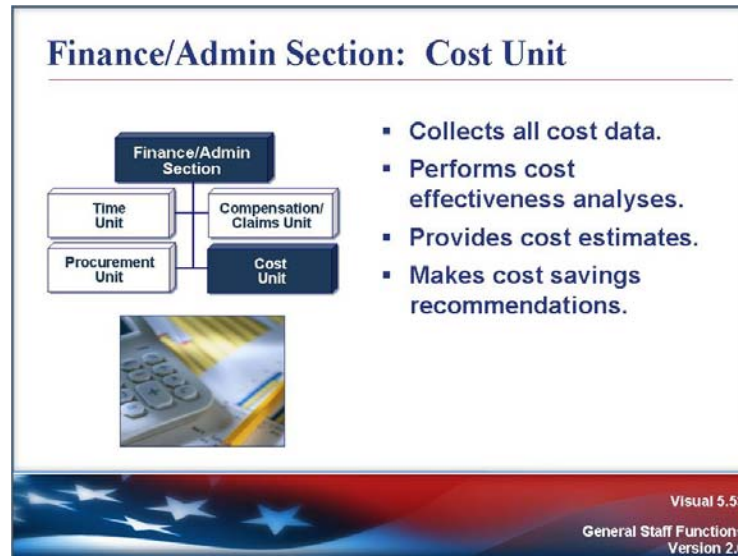 Finance/Admin Section: Cost Unit
Finance/Admin
Section
Time
Unit
Compensation/
Claims Unit
Procurement
Unit
Cost
Unit
▪ Collects all cost data.
▪ Performs cost
effectiveness analyses.
▪ Provides cost estimates.
▪ Makes cost savings
recommendations.
Visual 5.5
General Staff Function
Version 2.